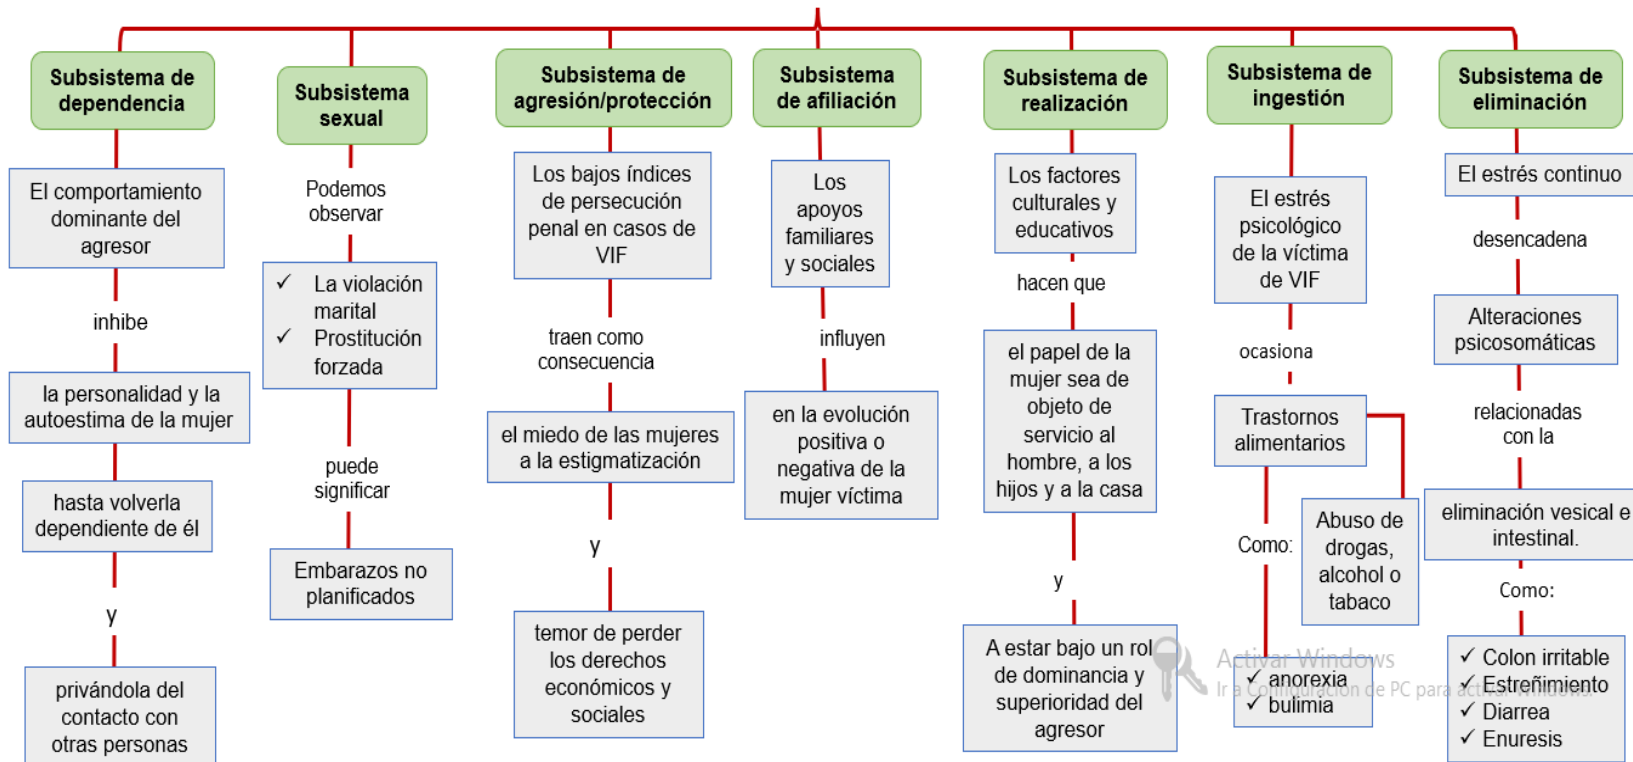 Subsistema de
dependencia
El comportamiento
dominante del
agresor
inhibe
la personalidad y la
autoestima de la mujer
hasta volverla
dependiente de él
y
privándola del
contacto con
otras personas
Subsistema
sexual
Podemos
observar
✓ La violación
marital
✓ Prostitución
forzada
puede
significar
Embarazos no
planificados
Subsistema de
agresión/protección
Los bajos índices
de persecución
penal en casos de
VIF
traen como
consecuencia
el miedo de las mujeres
a la estigmatización
y
temor de perder
los derechos
económicos y
sociales
Subsistema
de afiliación
Los
apoyos
familiares
y sociales
influyen
en la evolución
positiva o
negativa de la
mujer víctima
Subsistema de
realización
Los factores
culturales y
educativos
hacen que
el papel de la
mujer sea de
objeto de
servicio al
hombre, a los
hijos y a la casa
y
A estar bajo un rol
de dominancia y
superioridad del
agresor
Subsistema de
ingestión
El estrés
psicológico
de la víctima
de VIF
ocasiona
Trastornos
alimentarios
Como:
✓ anorexia
✓ bulimia
Abuso de
drogas,
alcohol o
tabaco
Subsistema de
eliminación
El estrés continuo
desencadena
Alteraciones
psicosomáticas
relacionadas
con la
eliminación vesical e
intestinal.
Como:
✓ Colon irritable
✓ Estreñimiento
✓ Diarrea
✓ Enuresis
Activar Windows
Ir a Configuración de PC para activar Windows.